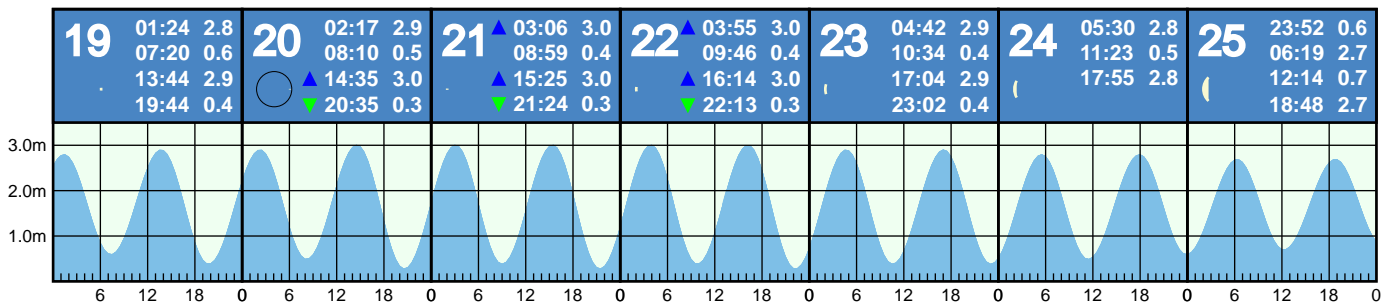 19
01:24 2.8
07:20 0.6
13:44 2.9
19:44 0.4
20
02:17 2.9
08:10 0.5
▲ 14:35 3.0
▼ 20:35 0.3
21
▲ 03:06 3.0
08:59 0.4
▲ 15:25 3.0
▼ 21:24 0.3
22
▲ 03:55 3.0
09:46 0.4
▲ 16:14 3.0
▼ 22:13 0.3
23
04:42 2.9
10:34 0.4
17:04 2.9
23:02 0.4
24
05:30 2.8
11:23 0.5
17:55 2.8
25
23:52 0.6
06:19 2.7
12:14 0.7
18:48 2.7
3.0m
2.0m
1.0m
6 12 18 0 6 12 18 0 6 12 18 0 6 12 18 0 6 12 18 0 6 12 18 0 6 12 18 0